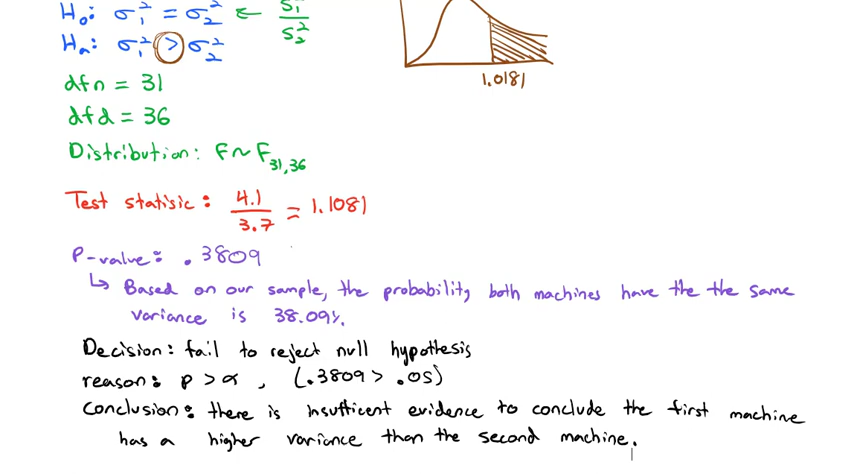 H₀: σ₁² = σ₂² ← S₁²/S₂²
Hₐ: σ₁² > σ₂²
1.0181
dfn = 31
dfd = 36
Distribution: F ~ F₃₁,₃₆
Test statisic: 4.1/3.7 = 1.1081
P-value: .3809
↳ Based on our sample, the probability both machines have the the same
variance is 38.09%.
Decision: fail to reject null hypothesis
reason: p > α, (.3809 > .05)
Conclusion: there is insufficent evidence to conclude the first machine
has a higher variance than the second machine.